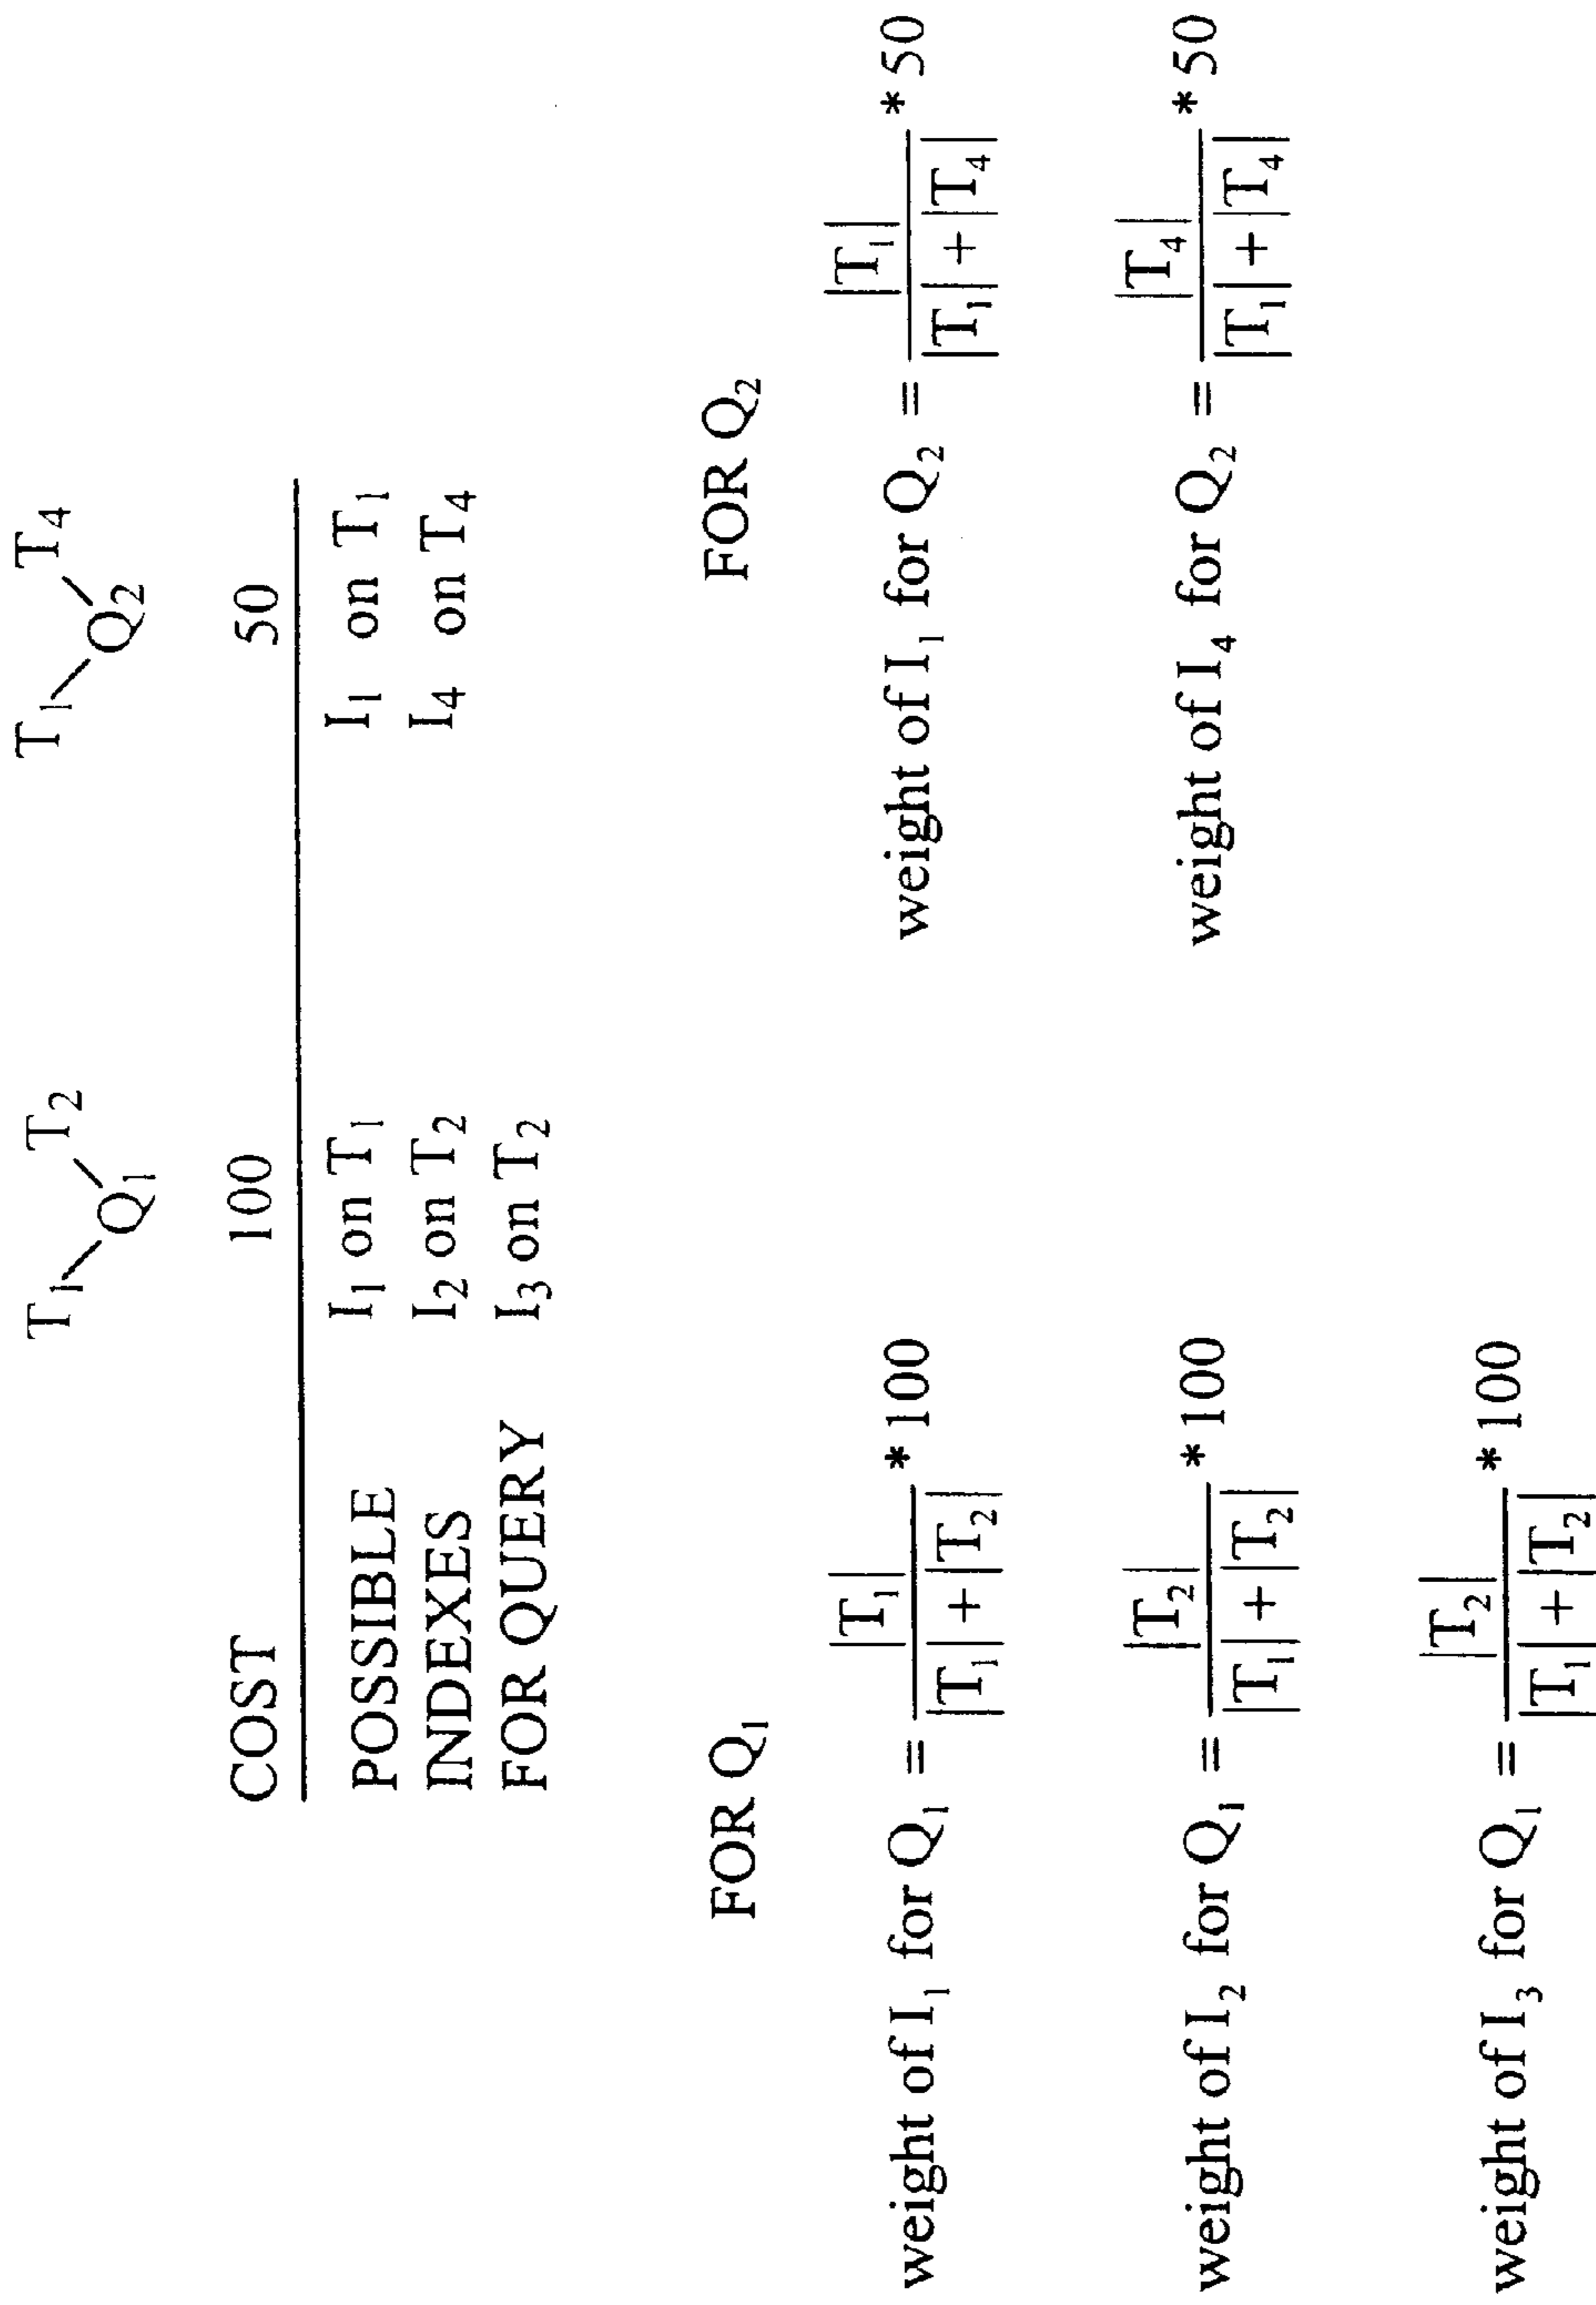 T1 T2 T1 T4
Q1 Q2
COST 100 50
POSSIBLE I1 on T1 I1 on T1
INDEXES I2 on T2 I4 on T4
FOR QUERY I3 on T2
FOR Q1 FOR Q2
weight of I1 for Q1 = |T1| / |T1| + |T2| * 100
weight of I1 for Q2 = |T1| / |T1| + |T4| * 50
weight of I2 for Q1 = |T2| / |T1| + |T2| * 100
weight of I4 for Q2 = |T4| / |T1| + |T4| * 50
weight of I3 for Q1 = |T2| / |T1| + |T2| * 100